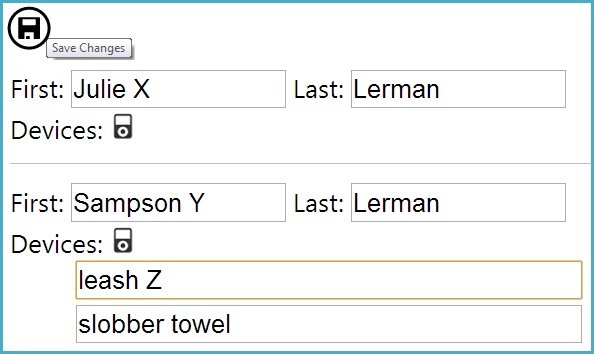 Save Changes
First: Julie X Last: Lerman
Devices:
First: Sampson Y Last: Lerman
Devices:
leash Z
slobber towel